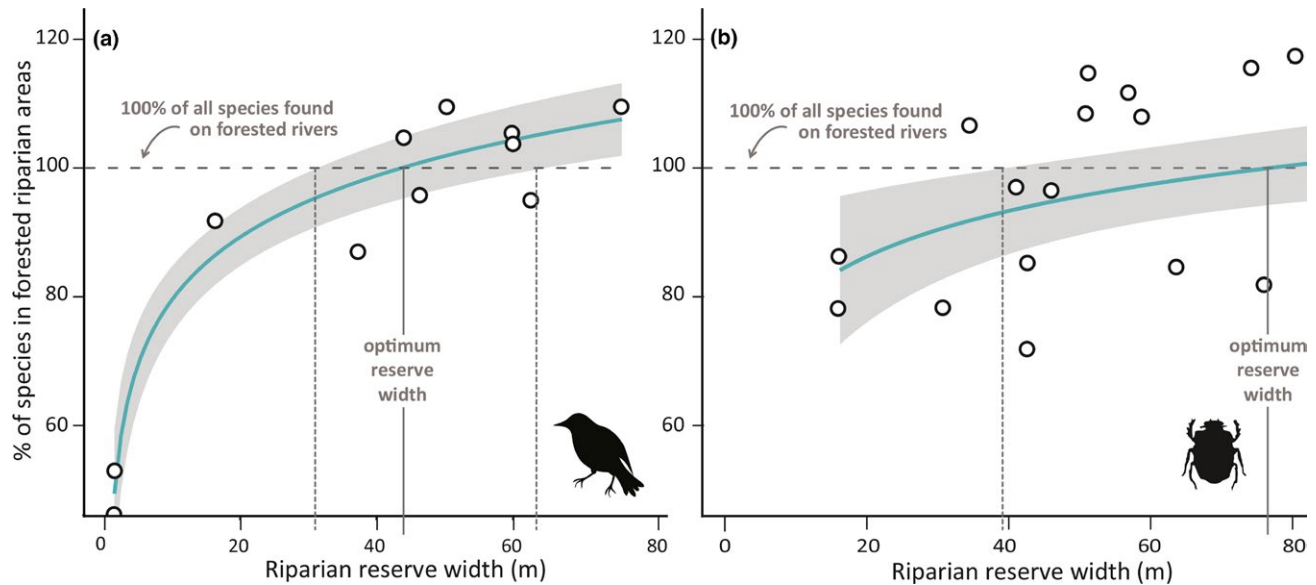 (a)
120
100
80
60
% of species in forested riparian areas
100% of all species found
on forested rivers
optimum
reserve
width
0 20 40 60 80
Riparian reserve width (m)
(b)
120
100
80
60
100% of all species found
on forested rivers
optimum
reserve
width
0 20 40 60 80
Riparian reserve width (m)